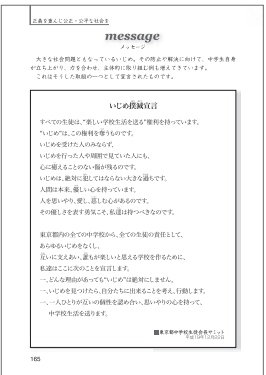 正義を重んじ公正・公平な社会を
message
メッセージ
大きな社会問題ともなっているいじめ。その防止や解決に向けて、中学生自身
が立ち上がり、力を合わせ、主体的に取り組む例も増えてきています。
これはそうした取組の一つとして宣言されたものです。
いじめ撲滅宣言
すべての生徒は、“楽しい学校生活を送る”権利を持っています。
“いじめ”は、この権利を奪うものです。
いじめを受けた人のみならず、
いじめを行った人や周囲で見ていた人にも、
心に癒えることのない傷が残るのです。
いじめは、絶対に犯してはならない大きな過ちです。
人間は本来、優しい心を持っています。
人を思いやり、愛し、慈しむ心があるのです。
その優しさを表す勇気こそ、私達は持つべきなのです。
東京都内の全ての中学校から、全ての生徒の責任として、
あらゆるいじめをなくし、
互いに支えあい、誰もが楽しいと思える学校を作るために、
私達はここに次のことを宣言します。
一、どんな理由があっても“いじめ”は絶対にしません。
一、いじめを見つけたら、自分たちに出来ることを考え、行動します。
一、一人ひとりが互いの個性を認め合い、思いやりの心を持って、
中学校生活を送ります。
■東京都中学校生徒会長サミット
平成19年12月25日
165